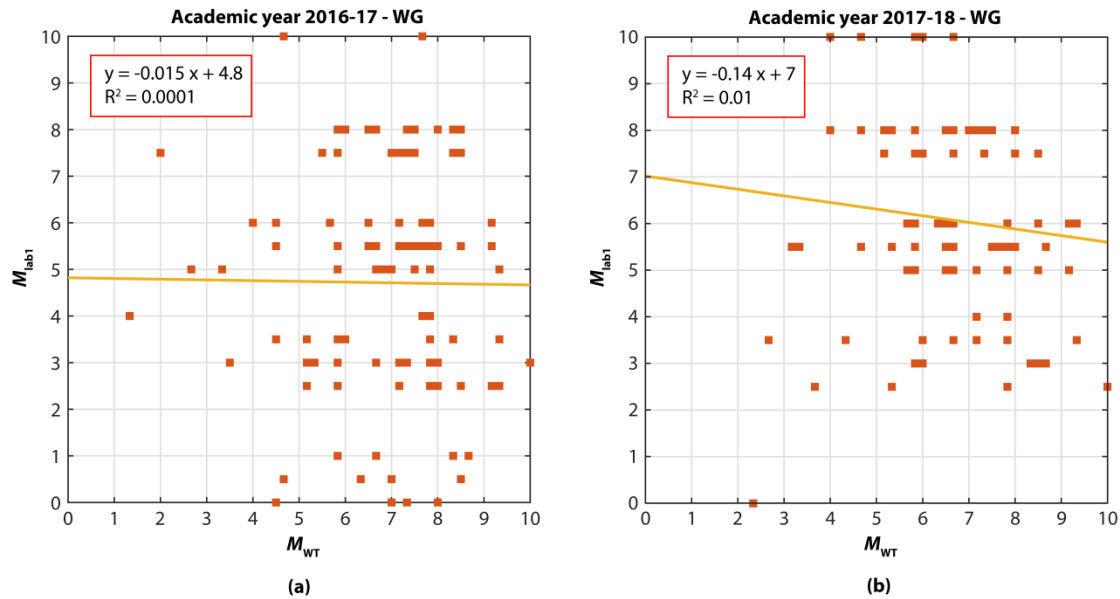 Academic year 2016-17 - WG
10
9
8
7
6
5
4
3
2
1
0
y = -0.015 x + 4.8
R² = 0.0001
M_lab1
0 1 2 3 4 5 6 7 8 9 10
M_WT
(a)
Academic year 2017-18 - WG
10
9
8
7
6
5
4
3
2
1
0
y = -0.14 x + 7
R² = 0.01
M_lab1
0 1 2 3 4 5 6 7 8 9 10
M_WT
(b)